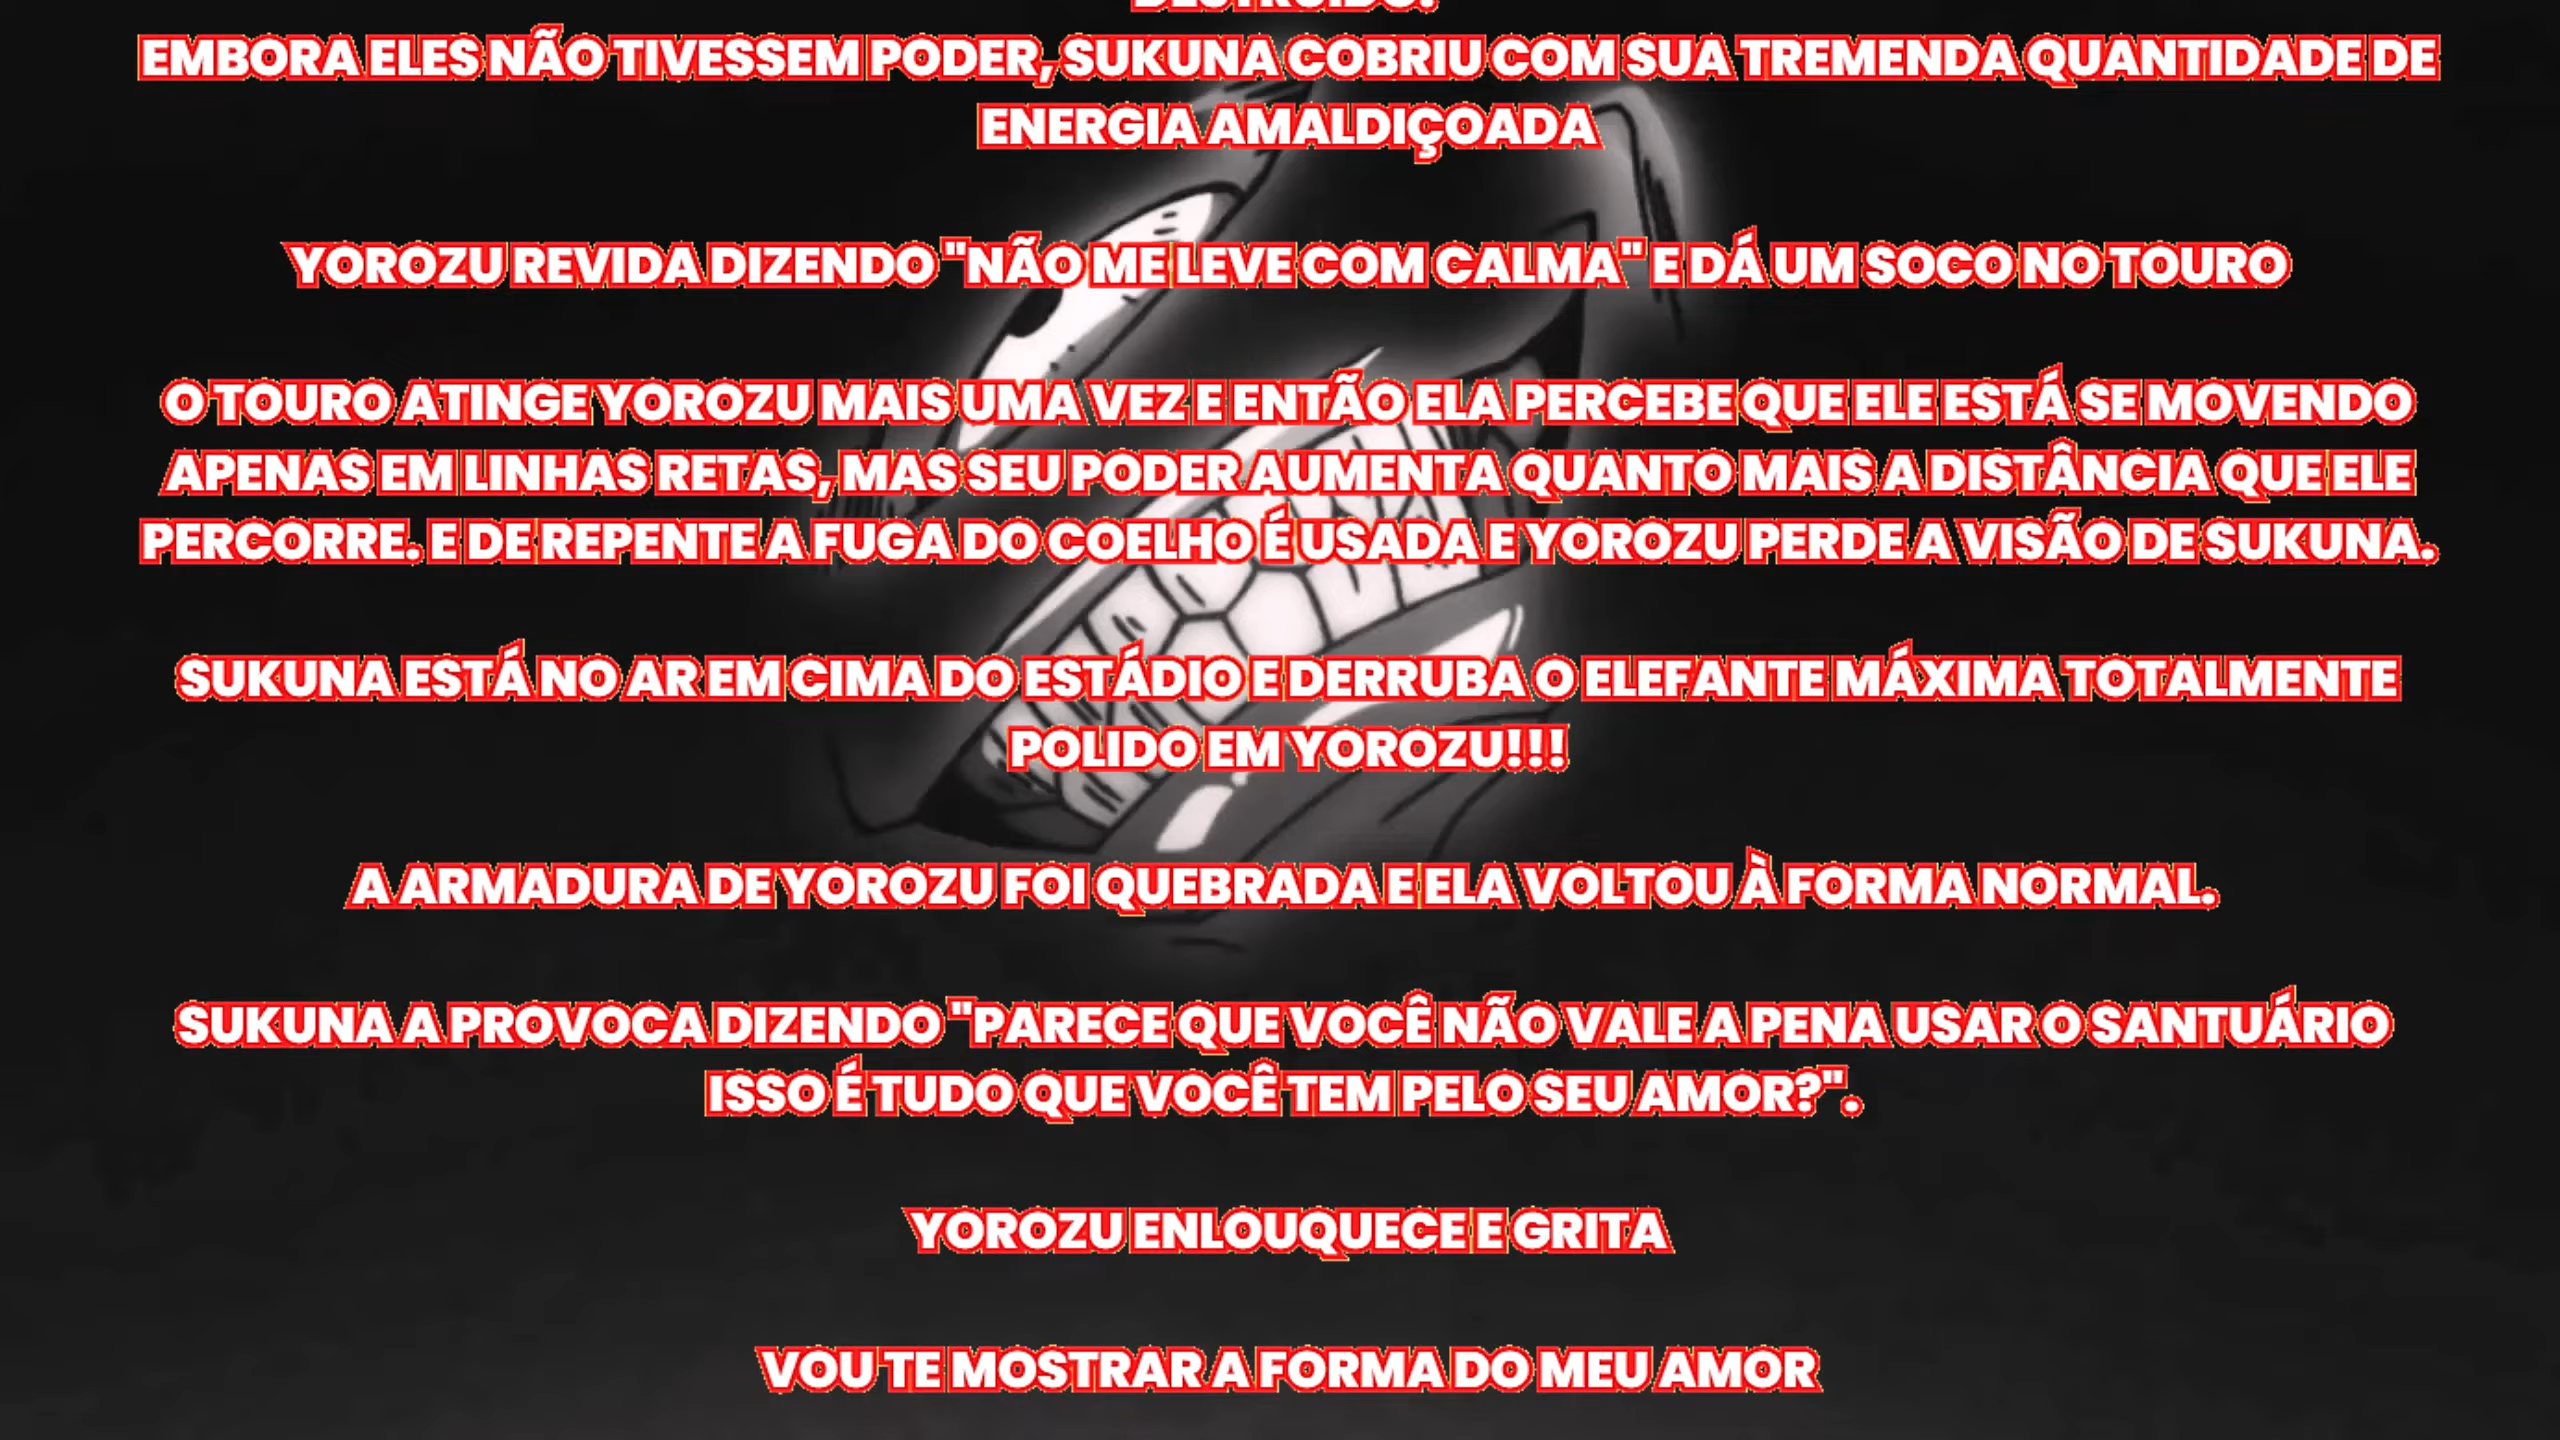 EMBORA ELES NÃO TIVESSEM PODER, SUKUNA COBRIU COM SUA TREMENDA QUANTIDADE DE
ENERGIA AMALDIÇOADA
YOROZU REVIDA DIZENDO "NÃO ME LEVE COM CALMA" E DÁ UM SOCO NO TOURO
O TOURO ATINGE YOROZU MAIS UMA VEZ E ENTÃO ELA PERCEBE QUE ELE ESTÁ SE MOVENDO
APENAS EM LINHAS RETAS, MAS SEU PODER AUMENTA QUANTO MAIS A DISTÂNCIA QUE ELE
PERCORRE. E DE REPENTE A FUGA DO COELHO É USADA E YOROZU PERDE A VISÃO DE SUKUNA.
SUKUNA ESTÁ NO AR EM CIMA DO ESTÁDIO E DERRUBA O ELEFANTE MÁXIMA TOTALMENTE
POLIDO EM YOROZU!!!
A ARMADURA DE YOROZU FOI QUEBRADA E ELA VOLTOU À FORMA NORMAL.
SUKUNA A PROVOCA DIZENDO "PARECE QUE VOCÊ NÃO VALE A PENA USAR O SANTUÁRIO
ISSO É TUDO QUE VOCÊ TEM PELO SEU AMOR?".
YOROZU ENLOUQUECE E GRITA
VOU TE MOSTRAR A FORMA DO MEU AMOR